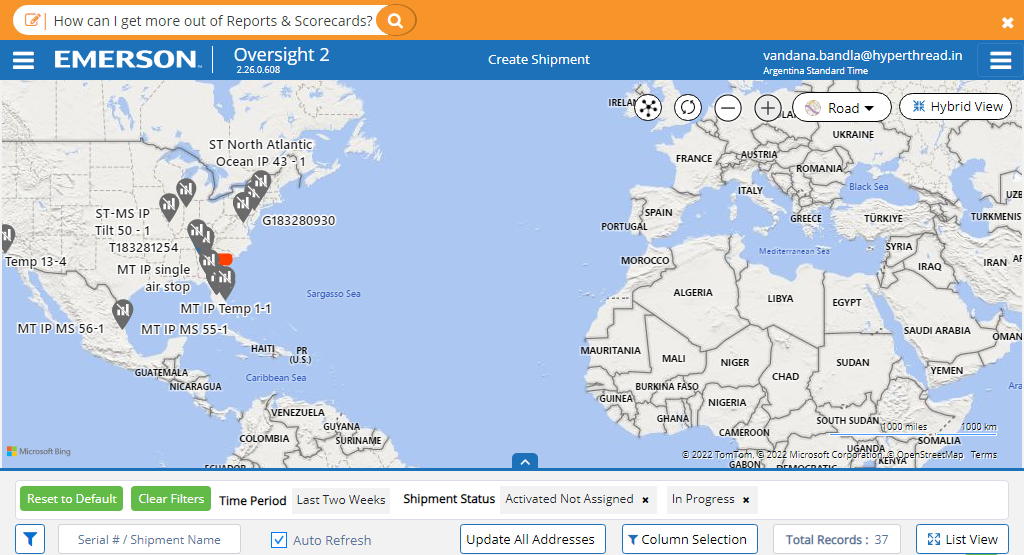 How can I get more out of Reports & Scorecards?
EMERSON
Oversight 2
2.26.0.608
Create Shipment
vandana.bandla@hyperthread.in
Argentina Standard Time
Road
Hybrid View
UKRAINE
FRANCE
AUSTRIA
ROMANIA
ITALY
Black Sea
SPAIN
PORTUGAL
GREECE
TÜRKIYE
TURKMENIS
UZB
Mediterranean Sea
SYRIA
MOROCCO
IRAQ
IRAN
AF
ALGERIA
LIBYA
EGYPT
SAUDI ARABIA
OMAN
MAURITANIA
MALI
NIGER
CHAD
SUDAN
YEMEN
BURKINA FASO
Ara
GUINEA
NIGERIA
GHANA
SOUTH SUDAN
CAMEROON
SOMALIA
UGANDA
KENYA
GABON
DEMOCRATIC
1000 miles
1000 km
ST North Atlantic
Ocean IP 43 - 1
ST-MS IP
Tilt 50 - 1
G183280930
T183281254
Temp 13-4
MT IP single
air stop
MT IP Temp 1-1
MT IP MS 56-1
MT IP MS 55-1
Sargasso Sea
HAITI
PR
(U.S.)
GUATEMALA
NICARAGUA
Caribbean Sea
VENEZUELA
GUYANA
COLOMBIA
SURINAME
ECUADOR
Microsoft Bing
© 2022 TomTom, © 2022 Microsoft Corporation, © OpenStreetMap Terms
Reset to Default
Clear Filters
Time Period
Last Two Weeks
Shipment Status
Activated Not Assigned ×
In Progress ×
Serial # / Shipment Name
Auto Refresh
Update All Addresses
Column Selection
Total Records : 37
List View